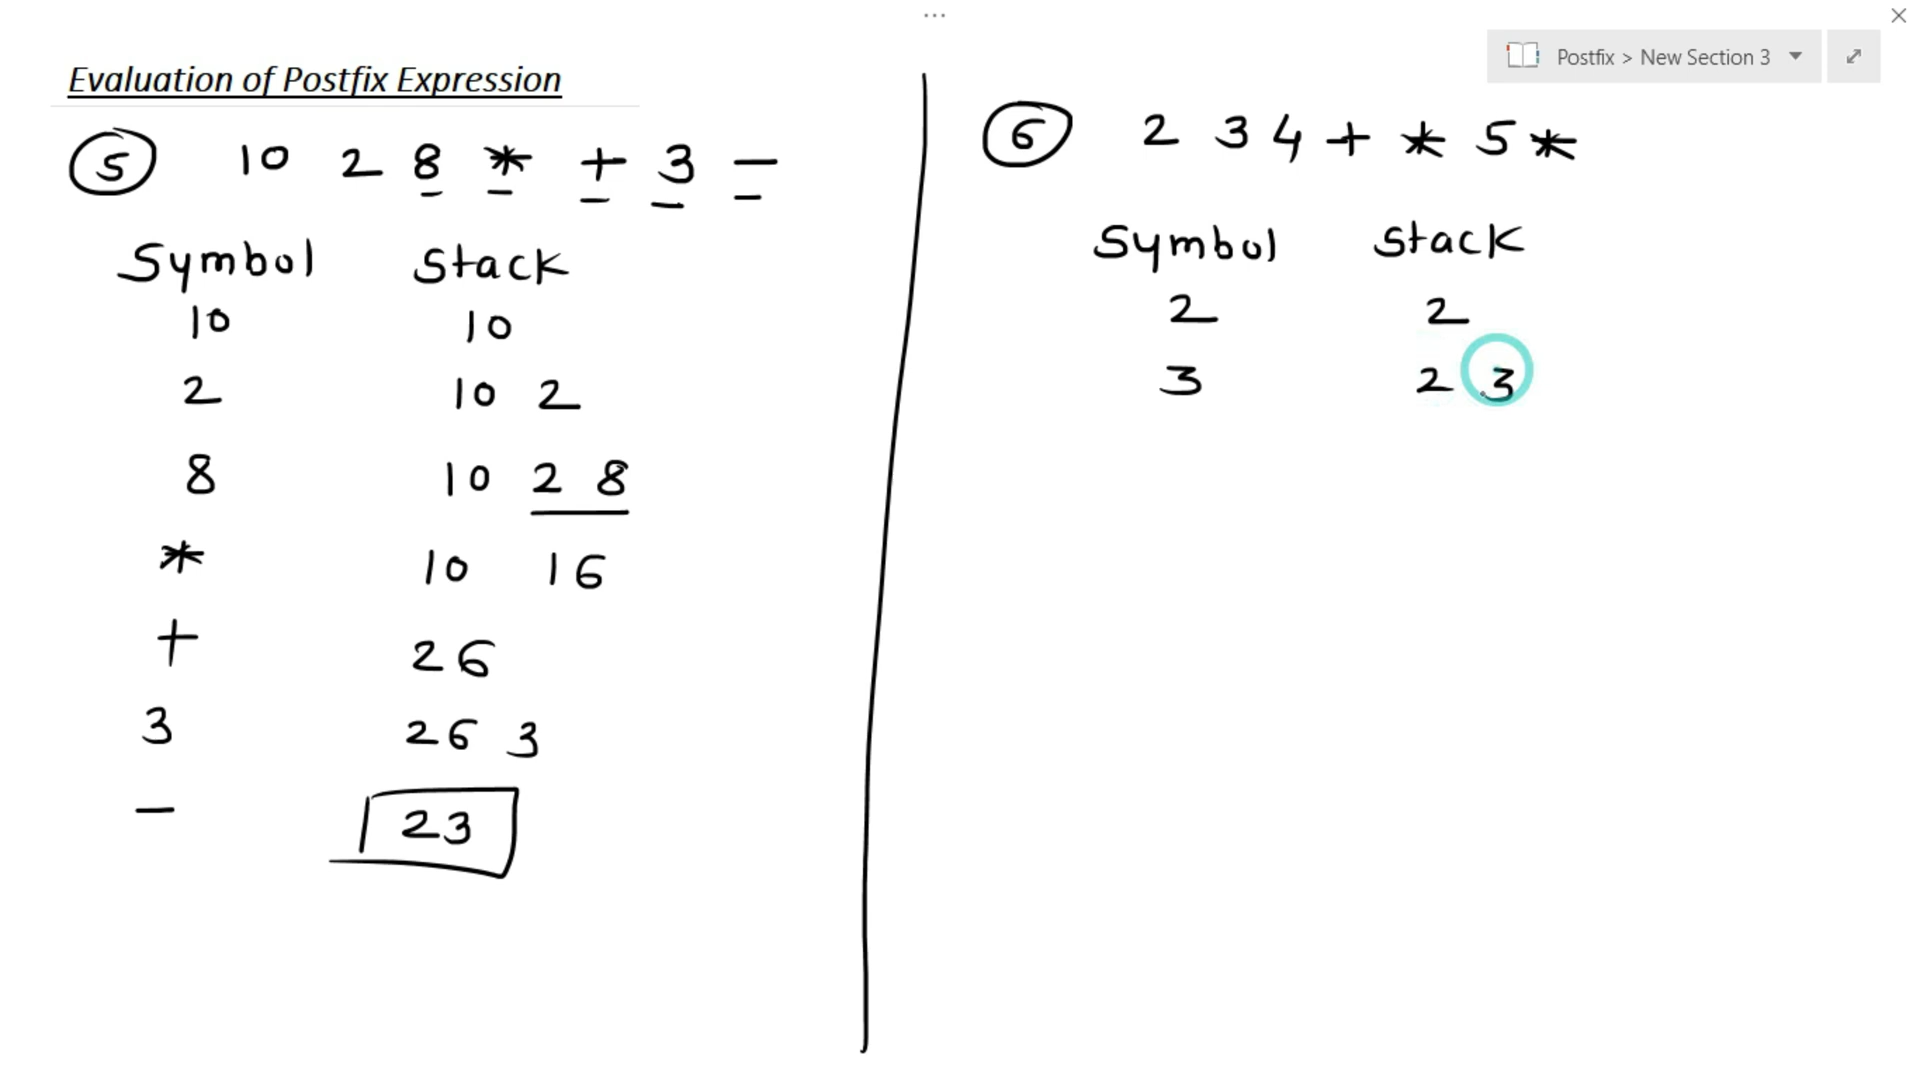 ...
Postfix > New Section 3
Evaluation of Postfix Expression
5 10 2 8 * + 3 -
Symbol Stack
10 10
2 10 2
8 10 2 8
* 10 16
+ 26
3 26 3
- 23
6 2 3 4 + * 5 *
Symbol Stack
2 2
3 2 3